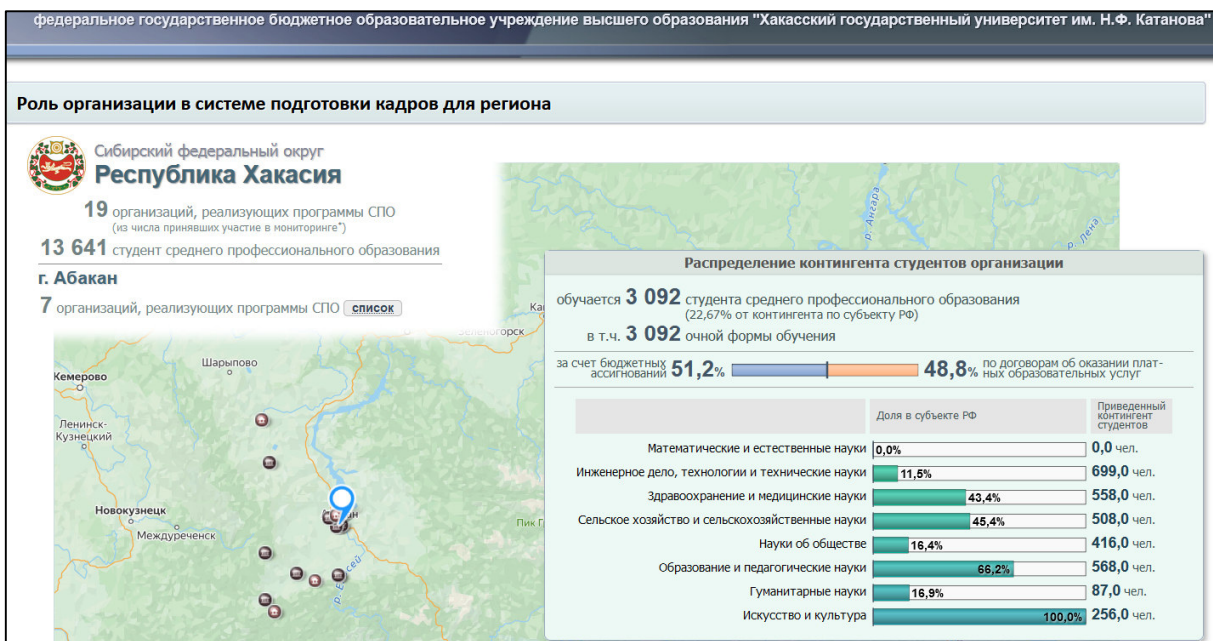 федеральное государственное бюджетное образовательное учреждение высшего образования "Хакасский государственный университет им. Н.Ф. Катанова"
Роль организации в системе подготовки кадров для региона
Сибирский федеральный округ
Республика Хакасия
19 организаций, реализующих программы СПО
(из числа принявших участие в мониторинге*)
13 641 студент среднего профессионального образования
г. Абакан
7 организаций, реализующих программы СПО список
р. Ангара
р. Лена
Шарыпово
Кемерово
Ленинск-
Кузнецкий
Новокузнецк
Междуреченск
р. Енисей
Распределение контингента студентов организации
обучается 3 092 студента среднего профессионального образования
(22,67% от контингента по субъекту РФ)
в т.ч. 3 092 очной формы обучения
за счет бюджетных
ассигнований 51,2% 48,8% по договорам об оказании плат-
ных образовательных услуг
Доля в субъекте РФ
Приведенный
контингент
студентов
Математические и естественные науки 0,0% 0,0 чел.
Инженерное дело, технологии и технические науки 11,5% 699,0 чел.
Здравоохранение и медицинские науки 43,4% 558,0 чел.
Сельское хозяйство и сельскохозяйственные науки 45,4% 508,0 чел.
Науки об обществе 16,4% 416,0 чел.
Образование и педагогические науки 66,2% 568,0 чел.
Гуманитарные науки 16,9% 87,0 чел.
Искусство и культура 100,0% 256,0 чел.